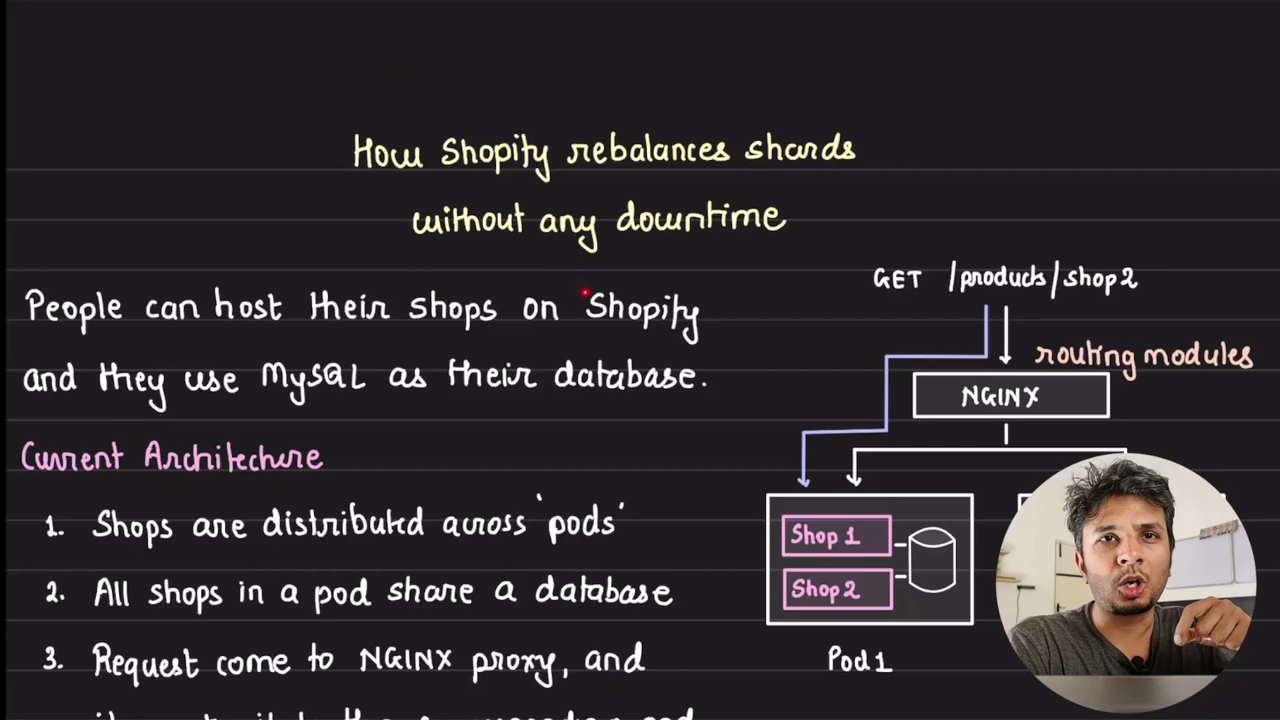 How Shopify rebalances shards
without any downtime
People can host their shops on Shopify
and they use MySQL as their database.
Current Architecture
1. Shops are distributed across 'pods'
2. All shops in a pod share a database
3. Request come to NGINX proxy, and
GET /products/shop2
routing modules
NGINX
Shop 1
Shop 2
Pod 1